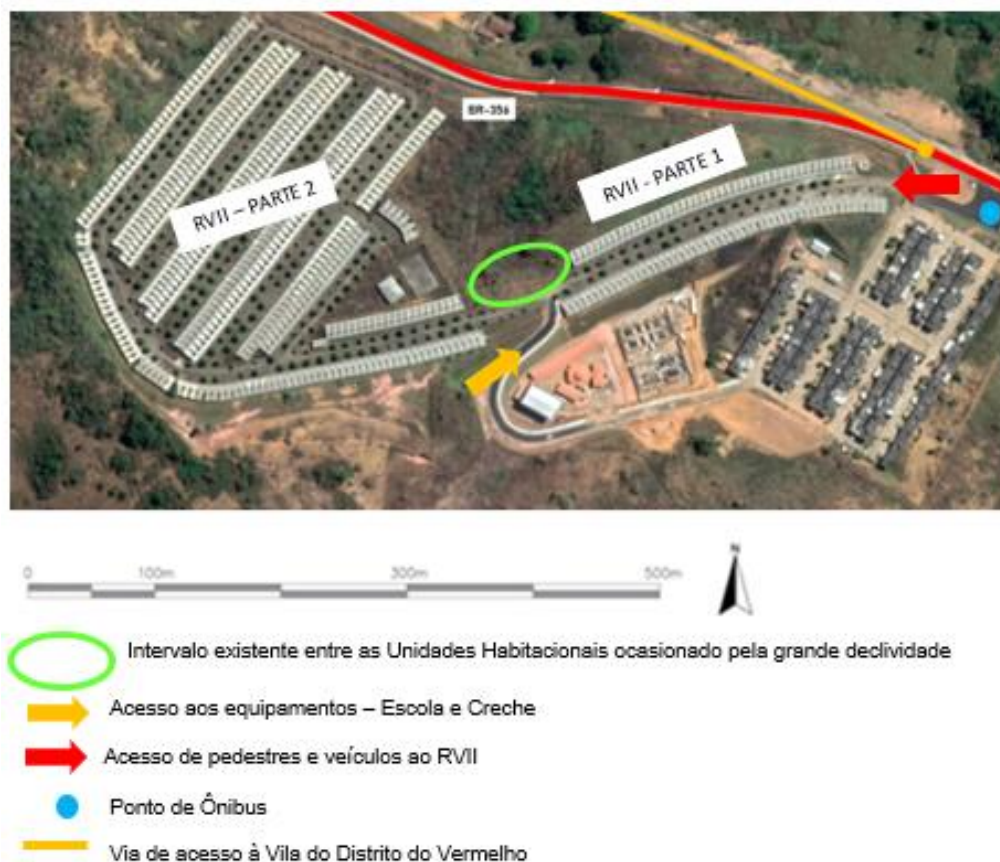 BR-356
RVII - PARTE 1
RVII – PARTE 2
N
0 100m 300m 500m
Intervalo existente entre as Unidades Habitacionais ocasionado pela grande declividade
Acesso aos equipamentos – Escola e Creche
Acesso de pedestres e veículos ao RVII
Ponto de Ônibus
Via de acesso à Vila do Distrito do Vermelho